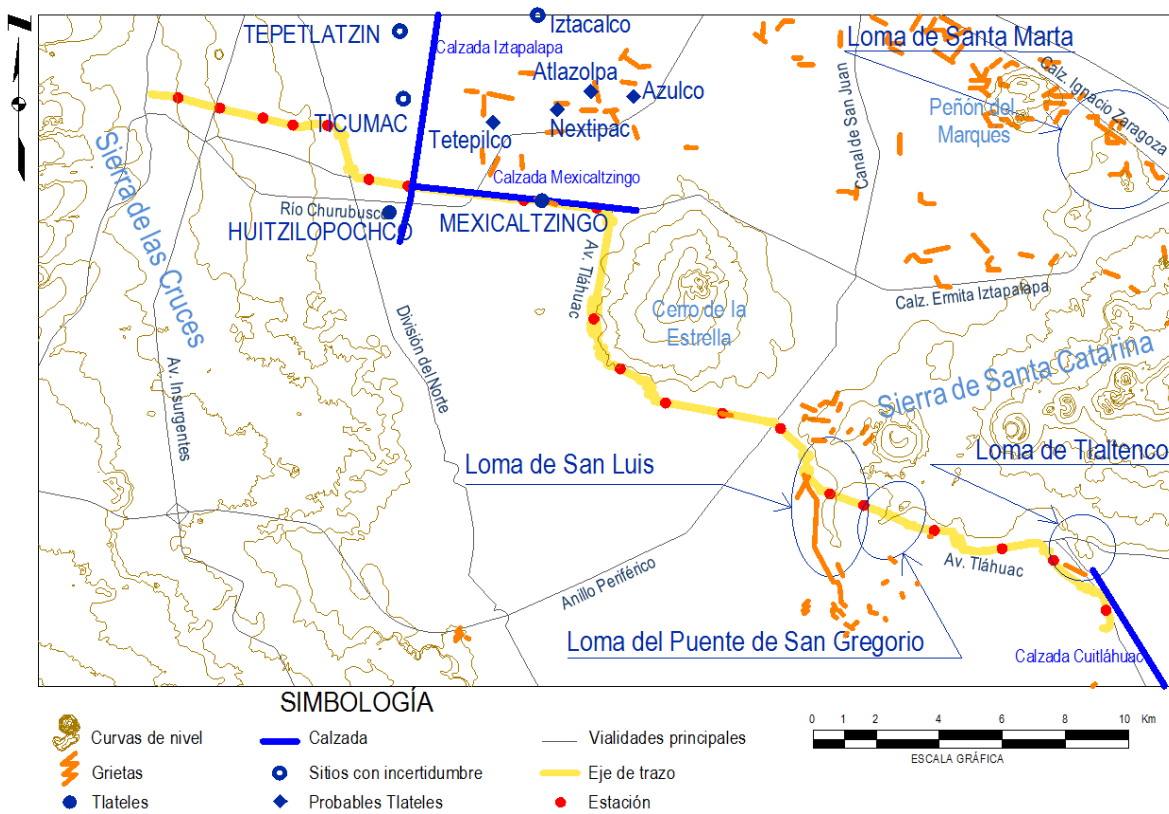 TEPETLATZIN
Iztacalco
Calzada Iztapalapa
Loma de Santa Marta
Atlazolpa
Azulco
Calz. Ignacio Zaragoza
Canal de San Juan
Peñón del
Marques
TICUMAC
Nextipac
Tetepilco
Sierra de las Cruces
Calzada Mexicaltzingo
Río Churubusco
HUITZILOPOCHCO
MEXICALTZINGO
Av. Tláhuac
Calz. Ermita Iztapalapa
Cerro de la
Estrella
División del Norte
Av. Insurgentes
Sierra de Santa Catarina
Loma de San Luis
Loma de Tlaltenco
Av. Tláhuac
Anillo Periférico
Loma del Puente de San Gregorio
Calzada Cuitláhuac
SIMBOLOGÍA
Curvas de nivel
Calzada
Vialidades principales
Grietas
Sitios con incertidumbre
Eje de trazo
Tlateles
Probables Tlateles
Estación
0 1 2 4 6 8 10 Km
ESCALA GRÁFICA